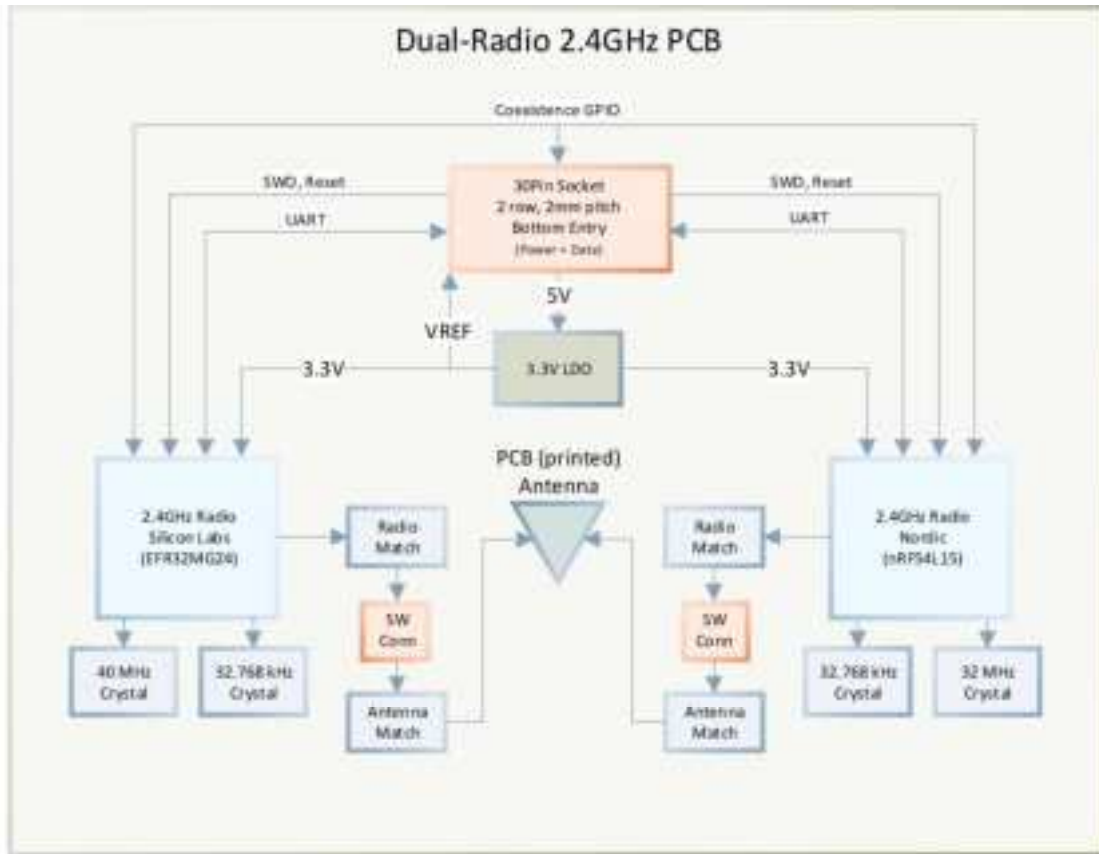 Dual-Radio 2.4GHz PCB
Coexistence GPIO
SWD, Reset
30Pin Socket
2 row, 2mm pitch
Bottom Entry
(Power + Data)
SWD, Reset
UART
UART
5V
VREF
3.3V
3.3V LDO
3.3V
PCB (printed)
Antenna
2.4GHz Radio
Silicon Labs
(EFR32MG24)
Radio
Match
Radio
Match
2.4GHz Radio
Nordic
(nRF54L15)
SW
Conn
SW
Conn
40 MHz
Crystal
32.768 kHz
Crystal
Antenna
Match
Antenna
Match
32.768 kHz
Crystal
32 MHz
Crystal